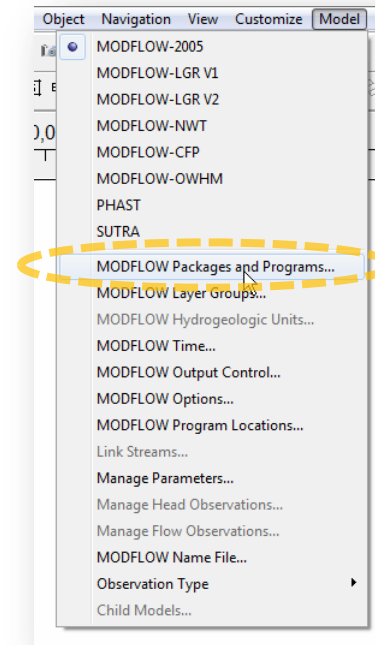 Object Navigation View Customize Model
MODFLOW-2005
MODFLOW-LGR V1
MODFLOW-LGR V2
MODFLOW-NWT
MODFLOW-CFP
MODFLOW-OWHM
PHAST
SUTRA
MODFLOW Packages and Programs...
MODFLOW Layer Groups...
MODFLOW Hydrogeologic Units...
MODFLOW Time...
MODFLOW Output Control...
MODFLOW Options...
MODFLOW Program Locations...
Link Streams...
Manage Parameters...
Manage Head Observations...
Manage Flow Observations...
MODFLOW Name File...
Observation Type
Child Models...